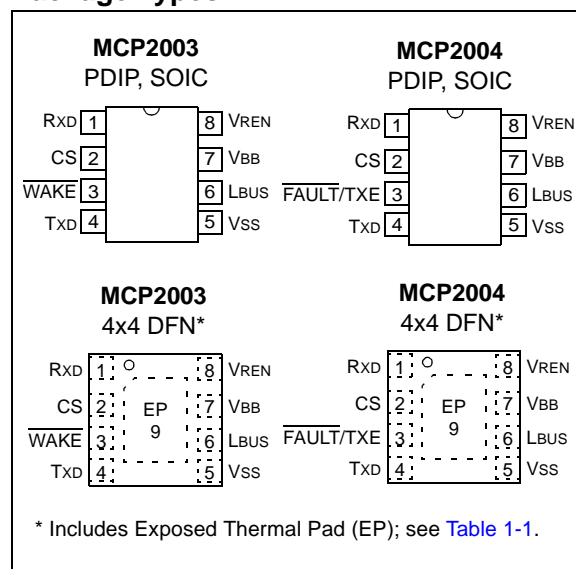 ackage Types
MCP2003
PDIP, SOIC
RXD 1
8 VREN
CS 2
7 VBB
WAKE 3
6 LBUS
TXD 4
5 VSS
MCP2004
PDIP, SOIC
RXD 1
8 VREN
CS 2
7 VBB
FAULT/TXE 3
6 LBUS
TXD 4
5 VSS
MCP2003
4x4 DFN*
RXD 1
8 VREN
CS 2
EP
9
7 VBB
WAKE 3
6 LBUS
TXD 4
5 VSS
MCP2004
4x4 DFN*
RXD 1
8 VREN
CS 2
EP
9
7 VBB
FAULT/TXE 3
6 LBUS
TXD 4
5 VSS
* Includes Exposed Thermal Pad (EP); see Table 1-1.